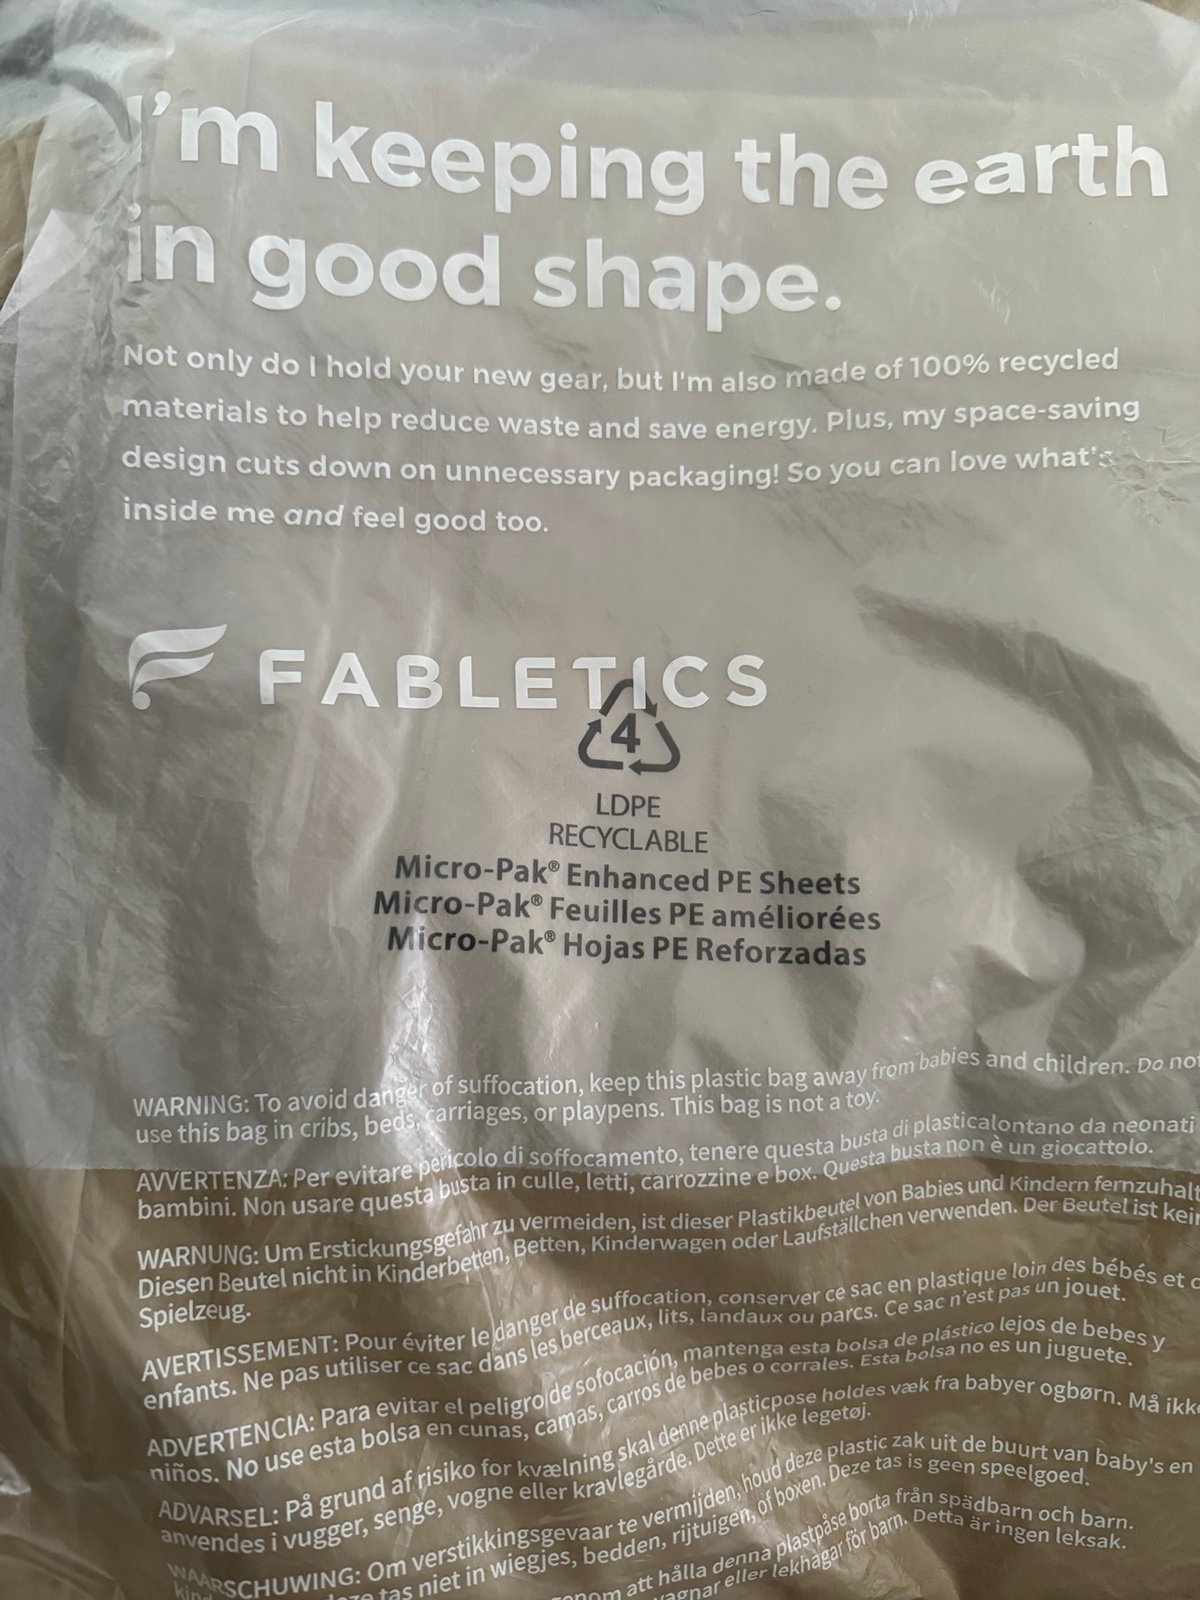 I'm keeping the earth
in good shape.
Not only do I hold your new gear, but I'm also made of 100% recycled
materials to help reduce waste and save energy. Plus, my space-saving
design cuts down on unnecessary packaging! So you can love what's
inside me and feel good too.
FABLETICS
4
LDPE
RECYCLABLE
Micro-Pak® Enhanced PE Sheets
Micro-Pak® Feuilles PE améliorées
Micro-Pak® Hojas PE Reforzadas
WARNING: To avoid danger of suffocation, keep this plastic bag away from babies and children. Do not
use this bag in cribs, beds, carriages, or playpens. This bag is not a toy.
AVVERTENZA: Per evitare pericolo di soffocamento, tenere questa busta di plasticalontano da neonati
bambini. Non usare questa busta in culle, letti, carrozzine e box. Questa busta non è un giocattolo.
WARNUNG: Um Erstickungsgefahr zu vermeiden, ist dieser Plastikbeutel von Babies und Kindern fernzuhalt
Diesen Beutel nicht in Kinderbetten, Betten, Kinderwagen oder Laufställchen verwenden. Der Beutel ist kein
Spielzeug.
AVERTISSEMENT: Pour éviter le danger de suffocation, conserver ce sac en plastique loin des bébés et d
enfants. Ne pas utiliser ce sac dans les berceaux, lits, landaux ou parcs. Ce sac n'est pas un jouet.
ADVERTENCIA: Para evitar el peligro de sofocación, mantenga esta bolsa de plástico lejos de bebes y
niños. No use esta bolsa en cunas, camas, carros de bebes o corrales. Esta bolsa no es un juguete.
ADVARSEL: På grund af risiko for kvælning skal denne plasticpose holdes væk fra babyer ogbørn. Må ikke
anvendes i vugger, senge, vogne eller kravlegårde. Dette er ikke legetøj.
WAARSCHUWING: Om verstikkingsgevaar te vermijden, houd deze plastic zak uit de buurt van baby's en
kind ze tas niet in wiegjes, bedden, rijtuigen, of boxen. Deze tas is geen speelgoed.
genom att hålla denna plastpåse borta från spädbarn och barn.
vagnar eller lekhagar för barn. Detta är ingen leksak.